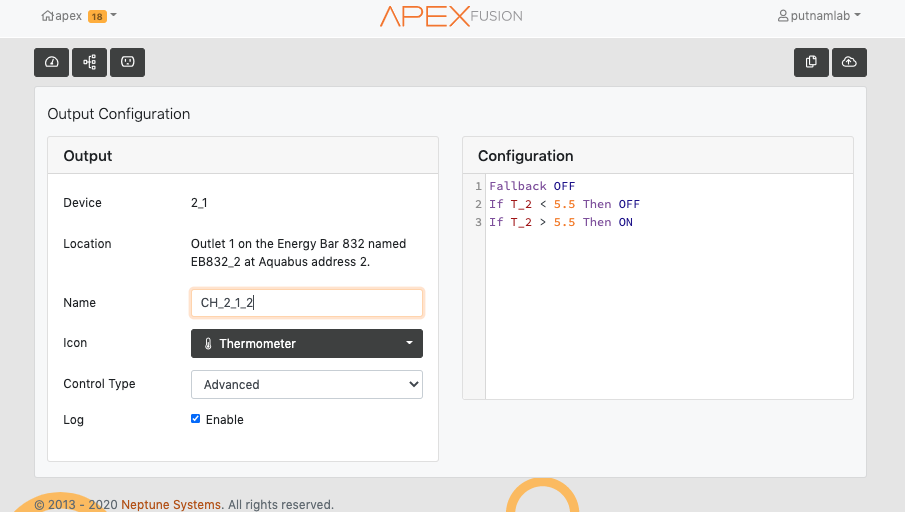 apex 18
APEX FUSION
putnamlab
Output Configuration
Output
Device 2_1
Location Outlet 1 on the Energy Bar 832 named
EB832_2 at Aquabus address 2.
Name CH_2_1_2
Icon Thermometer
Control Type Advanced
Log Enable
Configuration
1 Fallback OFF
2 If T_2 < 5.5 Then OFF
3 If T_2 > 5.5 Then ON
© 2013 - 2020 Neptune Systems. All rights reserved.